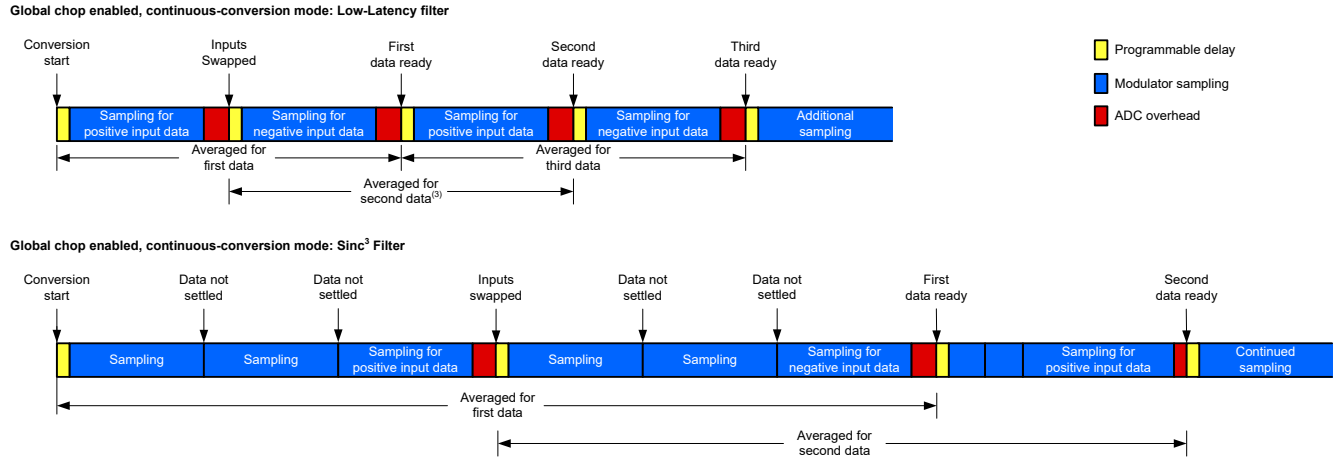 Global chop enabled, continuous-conversion mode: Low-Latency filter
Conversion
start
Inputs
Swapped
First
data ready
Second
data ready
Third
data ready
Programmable delay
Modulator sampling
ADC overhead
Sampling for
positive input data
Sampling for
negative input data
Sampling for
positive input data
Sampling for
negative input data
Additional
sampling
Averaged for
first data
Averaged for
third data
Averaged for
second data(3)
Global chop enabled, continuous-conversion mode: Sinc3 Filter
Conversion
start
Data not
settled
Data not
settled
Inputs
swapped
Data not
settled
Data not
settled
First
data ready
Second
data ready
Sampling
Sampling
Sampling for
positive input data
Sampling
Sampling
Sampling for
negative input data
Sampling for
positive input data
Continued
sampling
Averaged for
first data
Averaged for
second data